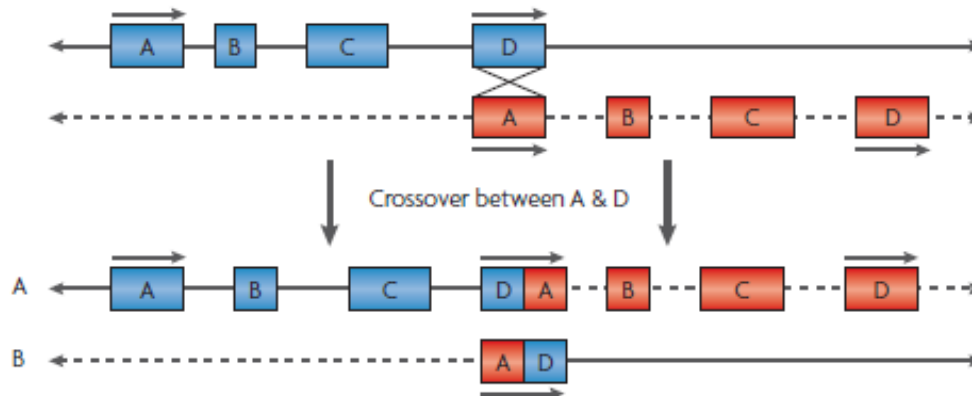 A B C D
A B C D
Crossover between A & D
A A B C D A B C D
B A D